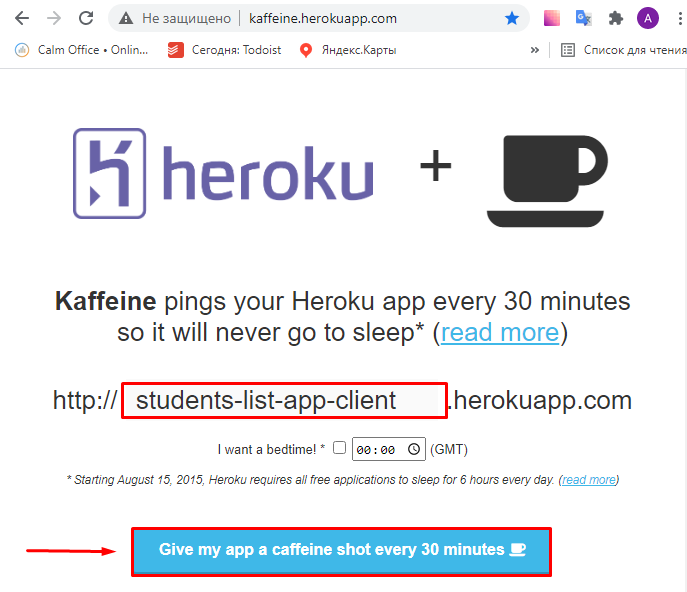 Не защищено kaffeine.herokuapp.com A
Calm Office • Onlin... Сегодня: Todoist Яндекс.Карты » Список для чтения
heroku +
Kaffeine pings your Heroku app every 30 minutes
so it will never go to sleep* (read more)
http:// students-list-app-client .herokuapp.com
I want a bedtime! * 00:00 (GMT)
* Starting August 15, 2015, Heroku requires all free applications to sleep for 6 hours every day. (read more)
Give my app a caffeine shot every 30 minutes